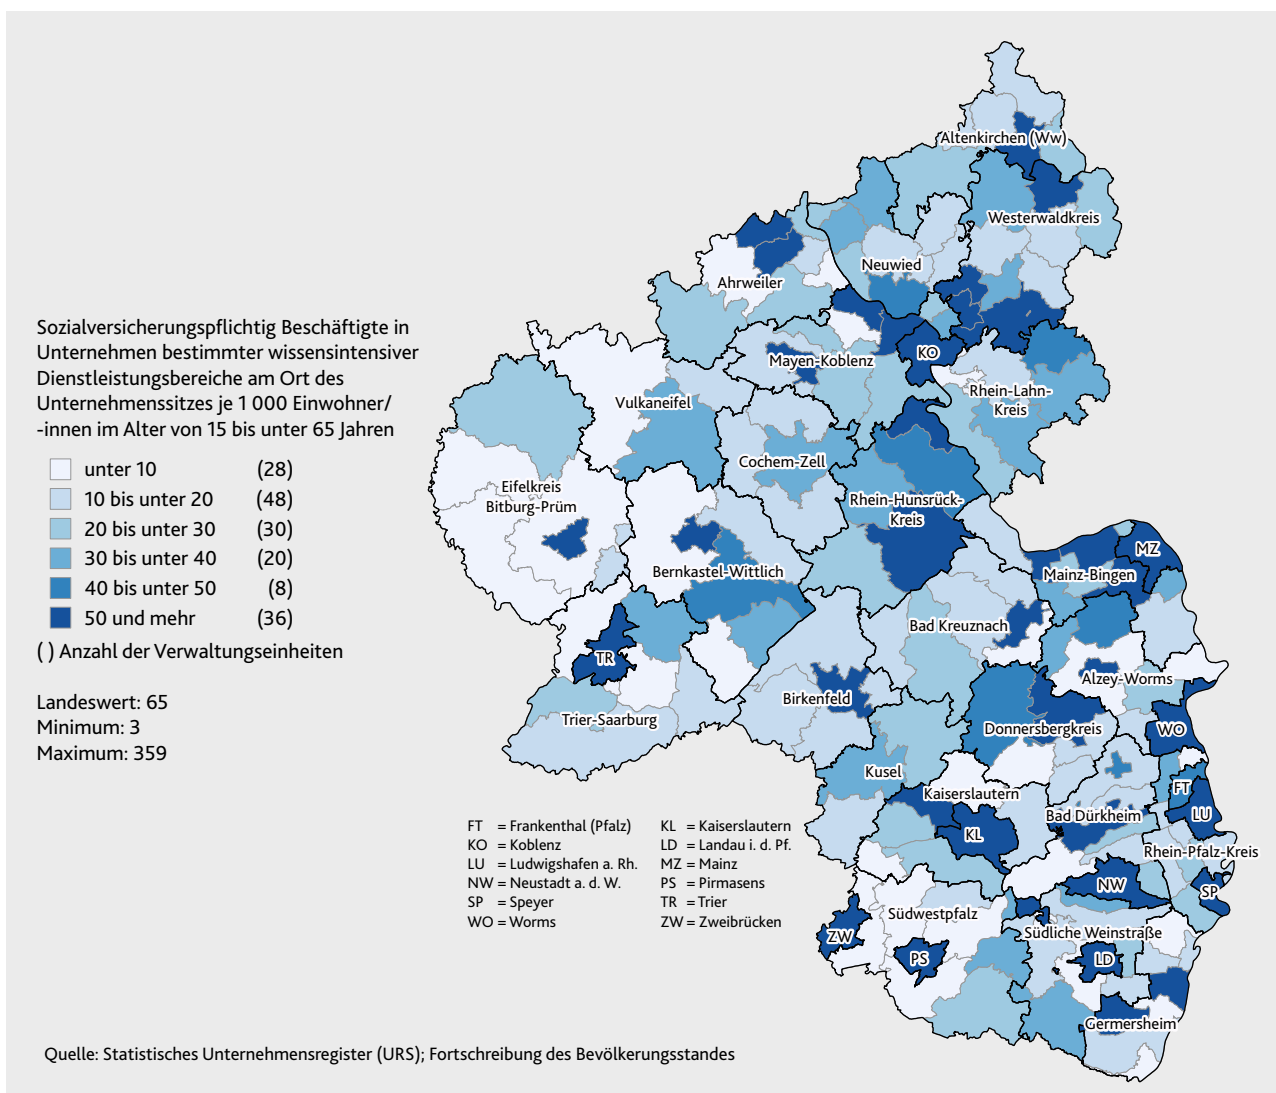 Altenkirchen (Ww)
Westerwaldkreis
Neuwied
Ahrweiler
Sozialversicherungspflichtig Beschäftigte in
Unternehmen bestimmter wissensintensiver
Dienstleistungsbereiche am Ort des
Unternehmenssitzes je 1 000 Einwohner/
-innen im Alter von 15 bis unter 65 Jahren
unter 10 (28)
10 bis unter 20 (48)
20 bis unter 30 (30)
30 bis unter 40 (20)
40 bis unter 50 (8)
50 und mehr (36)
( ) Anzahl der Verwaltungseinheiten
Landeswert: 65
Minimum: 3
Maximum: 359
KO
Mayen-Koblenz
Rhein-Lahn-
Kreis
Vulkaneifel
Cochem-Zell
Eifelkreis
Bitburg-Prüm
Rhein-Hunsrück-
Kreis
MZ
Mainz-Bingen
Bernkastel-Wittlich
Bad Kreuznach
TR
Alzey-Worms
Birkenfeld
Trier-Saarburg
Donnersbergkreis
WO
Kusel
FT
Kaiserslautern
LU
Bad Dürkheim
KL
Rhein-Pfalz-Kreis
NW
SP
Südwestpfalz
Südliche Weinstraße
ZW
PS
LD
Germersheim
FT = Frankenthal (Pfalz)
KO = Koblenz
LU = Ludwigshafen a. Rh.
NW = Neustadt a. d. W.
SP = Speyer
WO = Worms
KL = Kaiserslautern
LD = Landau i. d. Pf.
MZ = Mainz
PS = Pirmasens
TR = Trier
ZW = Zweibrücken
Quelle: Statistisches Unternehmensregister (URS); Fortschreibung des Bevölkerungsstandes